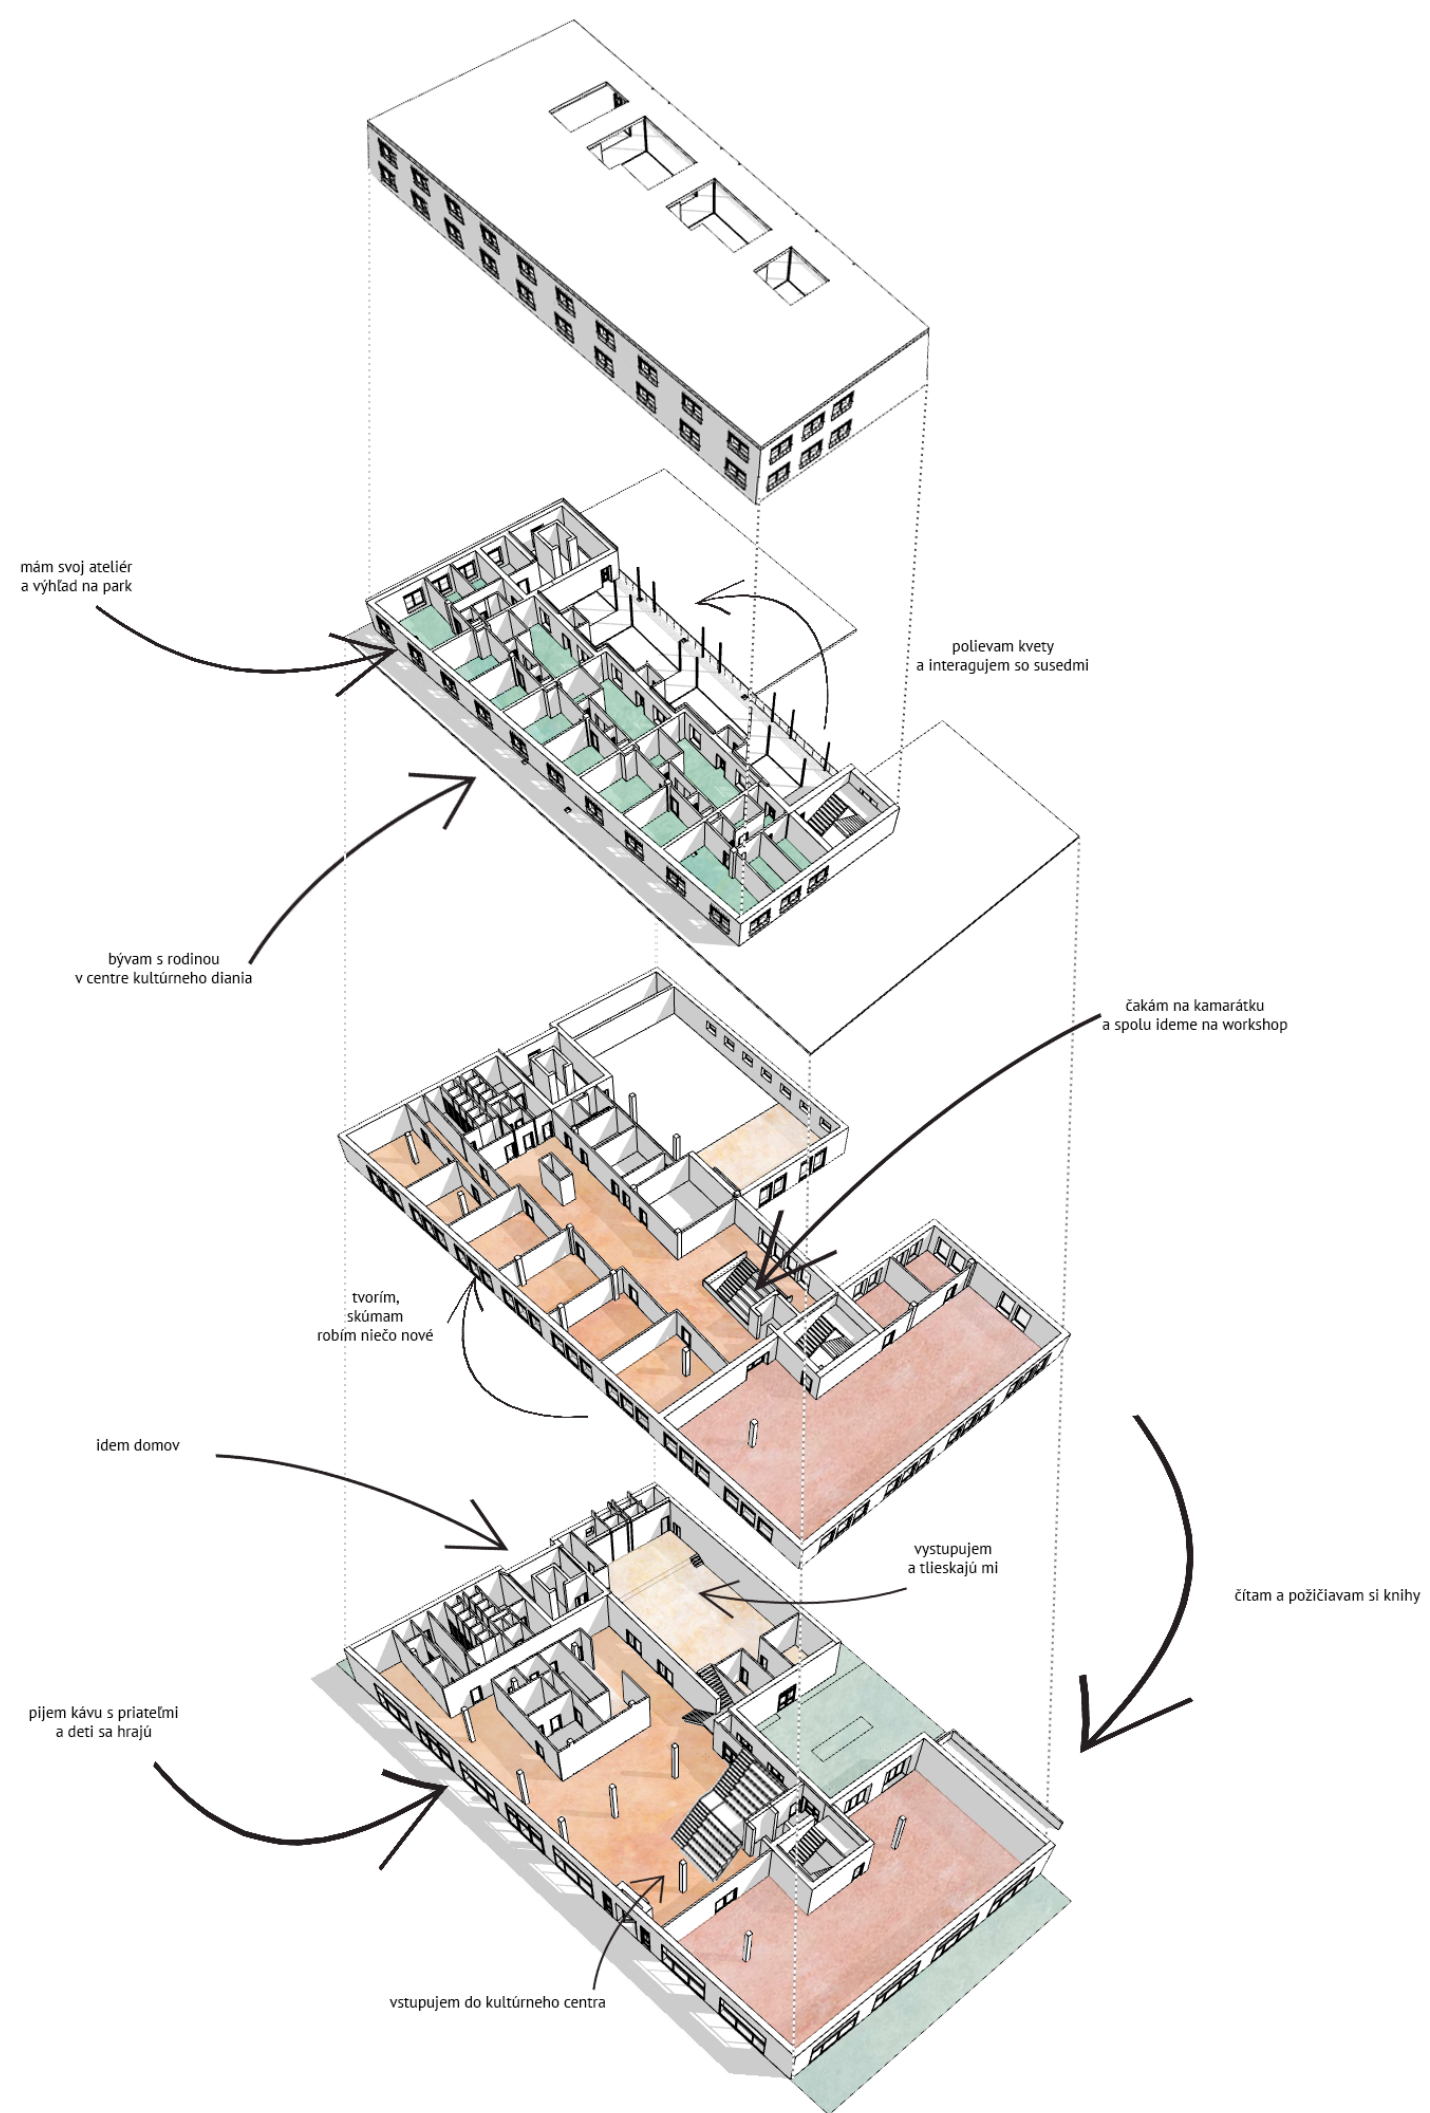 mám svoj ateliér
a výhľad na park
polievam kvety
a interagujem so susedmi
bývam s rodinou
v centre kultúrneho diania
čakám na kamarátku
a spolu ideme na workshop
tvorím,
skúmam
robím niečo nové
idem domov
vystupujem
a tlieskajú mi
čítam a požičiavam si knihy
pijem kávu s priateľmi
a deti sa hrajú
vstupujem do kultúrneho centra